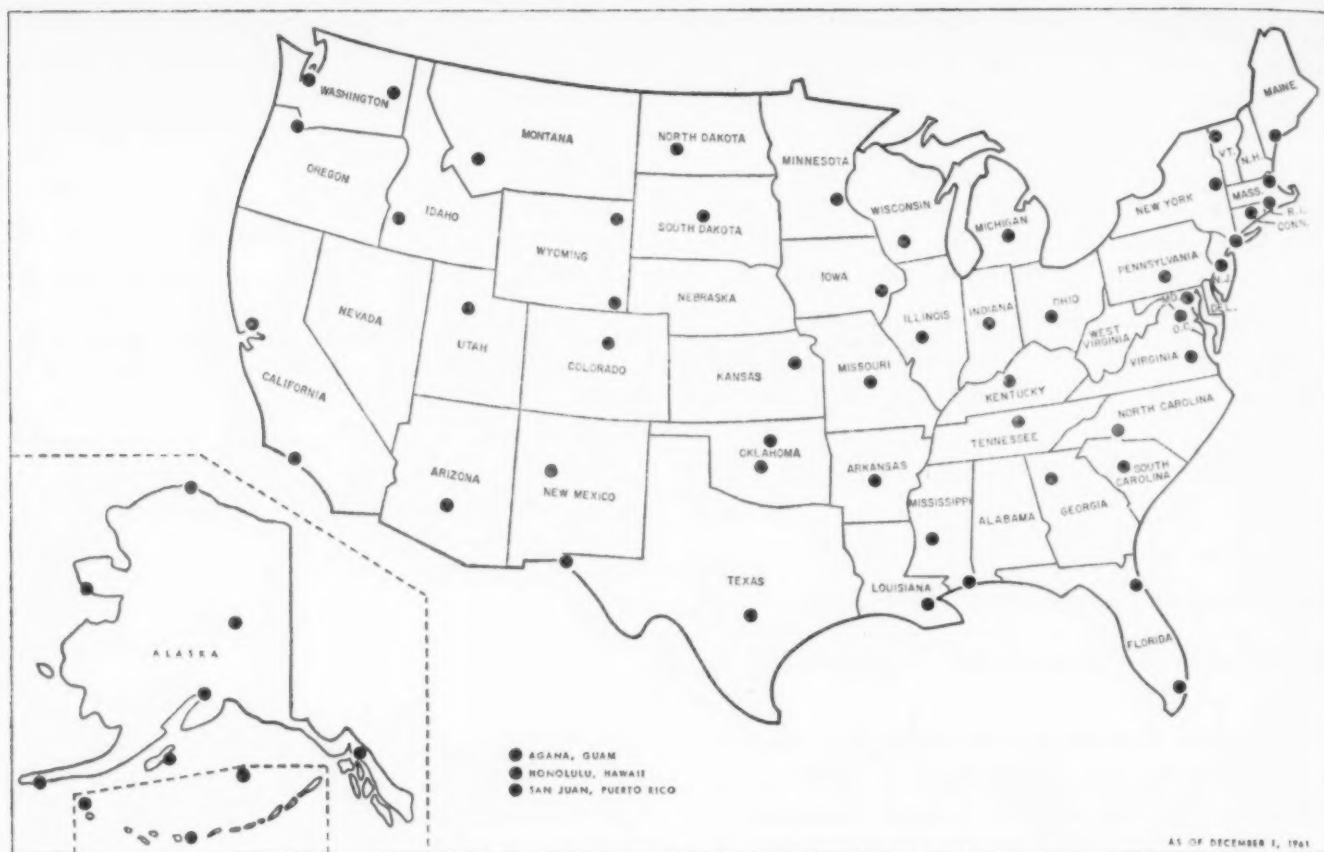 WASHINGTON
MONTANA
NORTH DAKOTA
MINNESOTA
MAINE
VT.
N.H.
OREGON
IDAHO
WYOMING
SOUTH DAKOTA
WISCONSIN
MICHIGAN
NEW YORK
MASS.
R.I.
CONN.
NEVADA
UTAH
COLORADO
NEBRASKA
IOWA
ILLINOIS
INDIANA
OHIO
PENNSYLVANIA
N.J.
MD.
DEL.
D.C.
WEST
VIRGINIA
VIRGINIA
CALIFORNIA
KANSAS
MISSOURI
KENTUCKY
NORTH CAROLINA
TENNESSEE
ARIZONA
NEW MEXICO
OKLAHOMA
ARKANSAS
SOUTH
CAROLINA
MISSISSIPPI
ALABAMA
GEORGIA
TEXAS
LOUISIANA
FLORIDA
ALASKA
AGANA, GUAM
HONOLULU, HAWAII
SAN JUAN, PUERTO RICO
AS OF DECEMBER 1, 1961